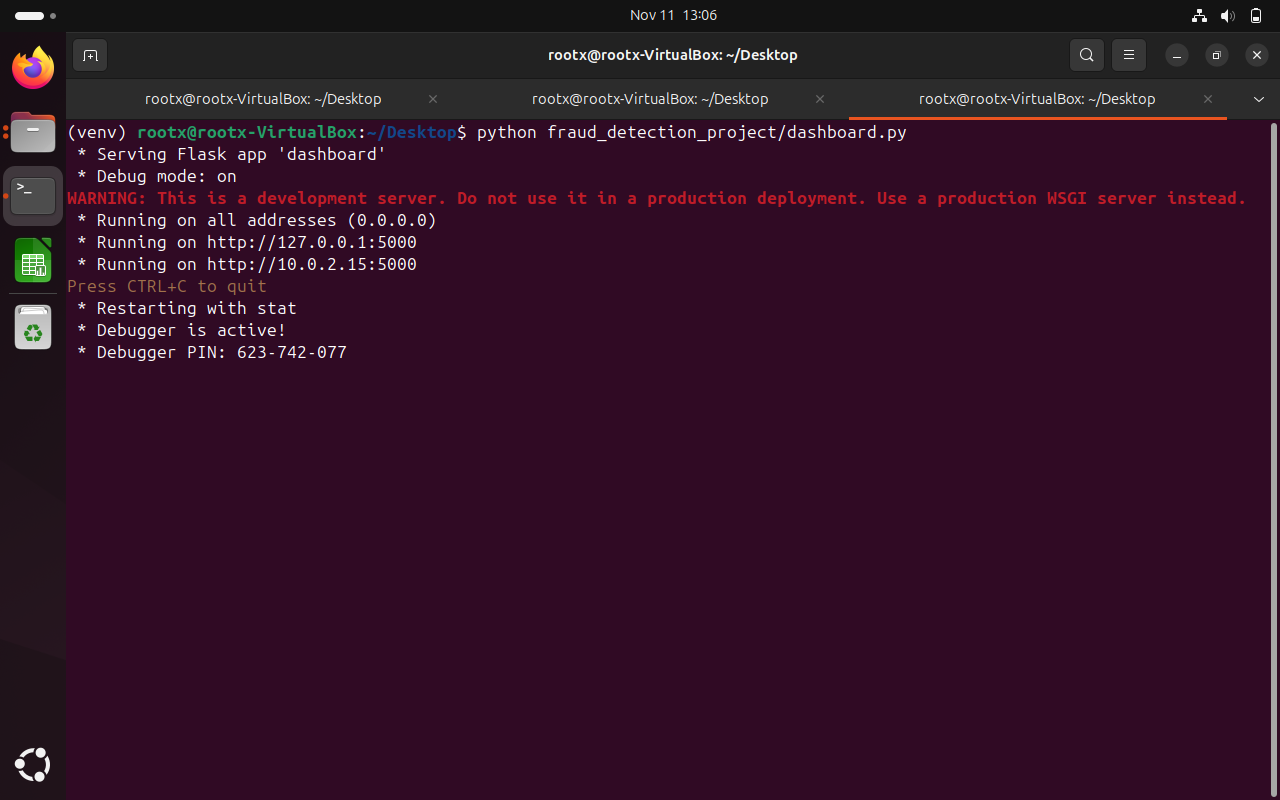 Nov 11 13:06
rootx@rootx-VirtualBox: ~/Desktop
rootx@rootx-VirtualBox: ~/Desktop
rootx@rootx-VirtualBox: ~/Desktop
rootx@rootx-VirtualBox: ~/Desktop
(venv) rootx@rootx-VirtualBox:~/Desktop$ python fraud_detection_project/dashboard.py
* Serving Flask app 'dashboard'
* Debug mode: on
WARNING: This is a development server. Do not use it in a production deployment. Use a production WSGI server instead.
* Running on all addresses (0.0.0.0)
* Running on http://127.0.0.1:5000
* Running on http://10.0.2.15:5000
Press CTRL+C to quit
* Restarting with stat
* Debugger is active!
* Debugger PIN: 623-742-077